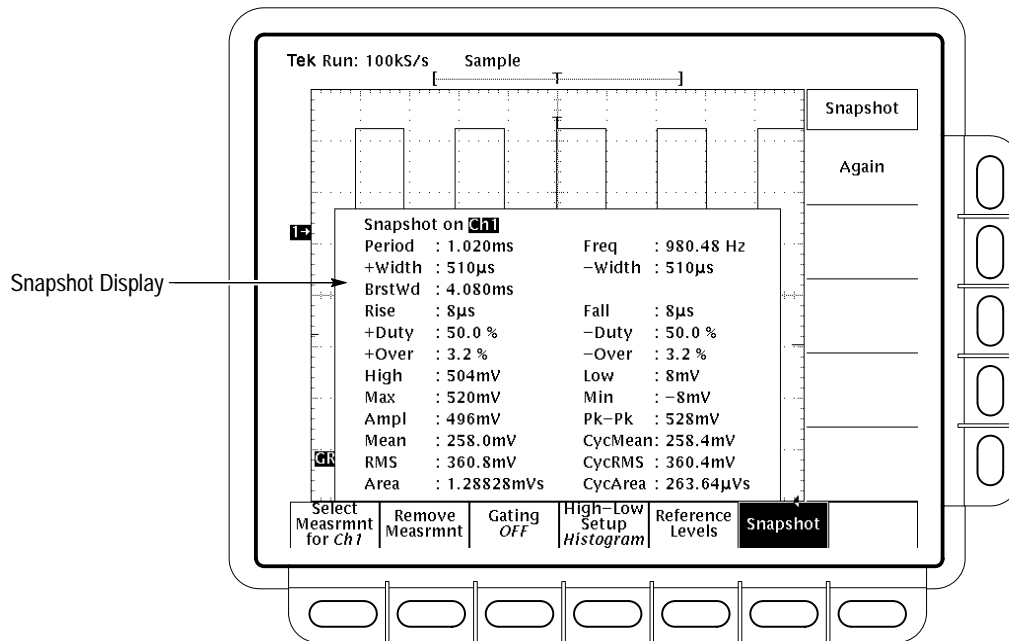 Tek Run: 100kS/s Sample
[ T ]
Snapshot
T
Again
1→
Snapshot on Ch1
Period : 1.020ms Freq : 980.48 Hz
+Width : 510µs −Width : 510µs
Snapshot Display
BrstWd : 4.080ms
Rise : 8µs Fall : 8µs
+Duty : 50.0 % −Duty : 50.0 %
+Over : 3.2 % −Over : 3.2 %
High : 504mV Low : 8mV
Max : 520mV Min : −8mV
Ampl : 496mV Pk−Pk : 528mV
Mean : 258.0mV CycMean: 258.4mV
GR
RMS : 360.8mV CycRMS : 360.4mV
Area : 1.28828mVs CycArea : 263.64µVs
Select
Measrmnt
for Ch1
Remove
Measrmnt
Gating
OFF
High−Low
Setup
Histogram
Reference
Levels
Snapshot